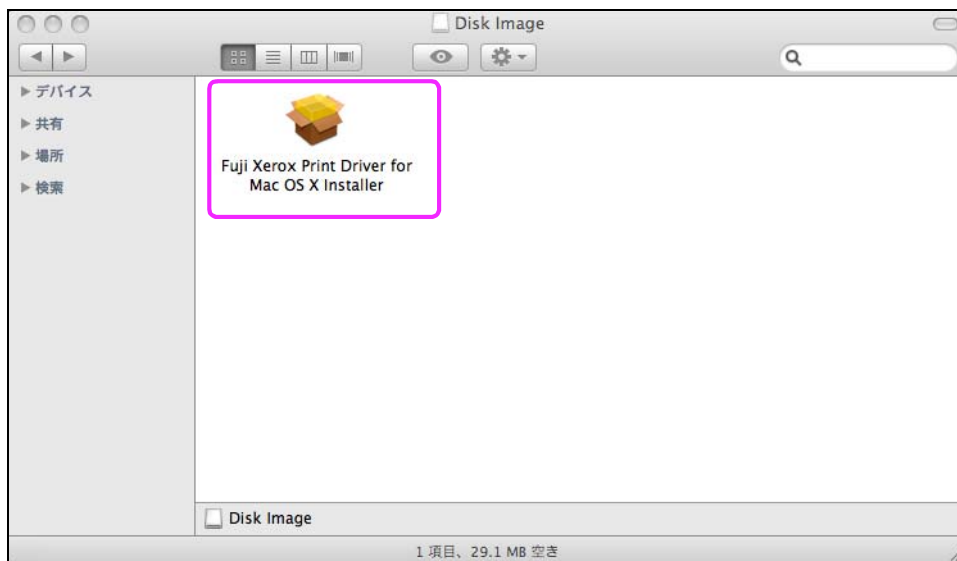 Disk Image
デバイス
共有
場所
検索
Fuji Xerox Print Driver for
Mac OS X Installer
Disk Image
1 項目、29.1 MB 空き